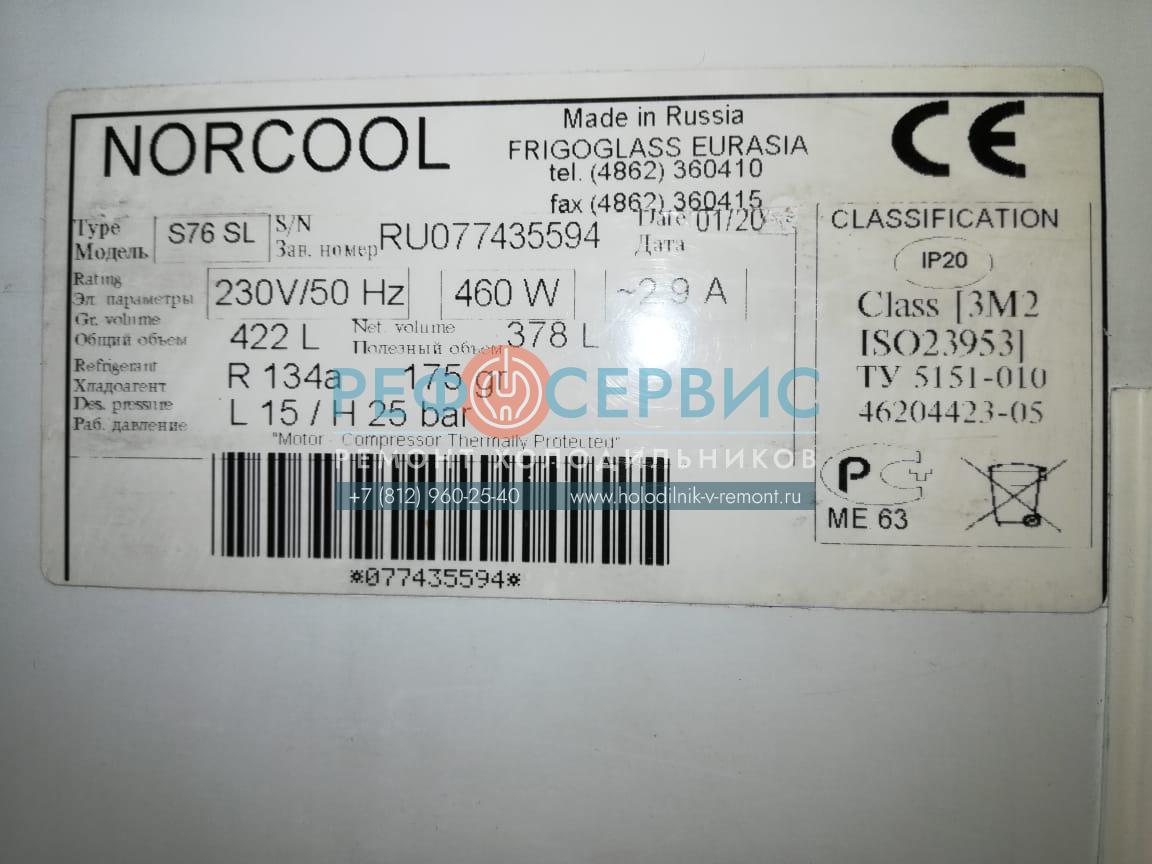 NORCOOL
Made in Russia
FRIGOGLASS EURASIA
tel. (4862) 360410
fax (4862) 360415
CE
Type
Модель
S76 SL
S/N
Зав. номер
RU077435594
Date
Дата
01/20
Rating
Эл. параметры
230V/50 Hz
460 W
~2.9 A
Gr. volume
Общий объем
422 L
Net. volume
Полезный объем
378 L
Refrigerant
Хладоагент
R 134a
175 gr
Des. pressure
Раб. давление
L 15 / H 25 bar
"Motor - Compressor Thermally Protected"
*077435594*
CLASSIFICATION
IP20
Class [3M2
ISO23953]
ТУ 5151-010
46204423-05
ME 63
РЕФ СЕРВИС
РЕМОНТ ХОЛОДИЛЬНИКОВ
+7 (812) 960-25-40
www.holodilnik-v-remont.ru